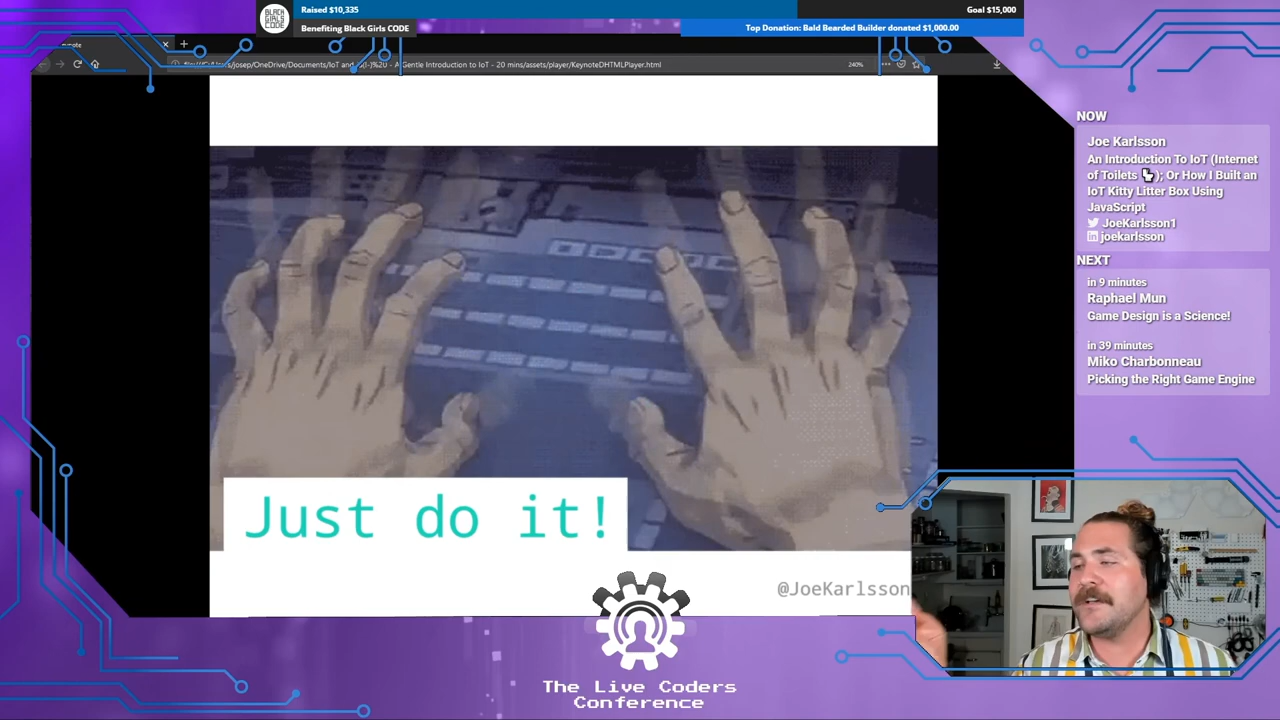 BLACK
GIRLS
CODE
Raised $10,335
Goal $15,000
Benefiting Black Girls CODE
Top Donation: Bald Bearded Builder donated $1,000.00
- A Gentle Introduction to IoT - 20 mins/assets/player/KeynoteDHTMLPlayer.html
240%
NOW
Joe Karlsson
An Introduction To IoT (Internet
of Toilets 🚽); Or How I Built an
IoT Kitty Litter Box Using
JavaScript
JoeKarlsson1
joekarlsson
NEXT
in 9 minutes
Raphael Mun
Game Design is a Science!
in 39 minutes
Miko Charbonneau
Picking the Right Game Engine
Just do it!
@JoeKarlsson
The Live Coders
Conference